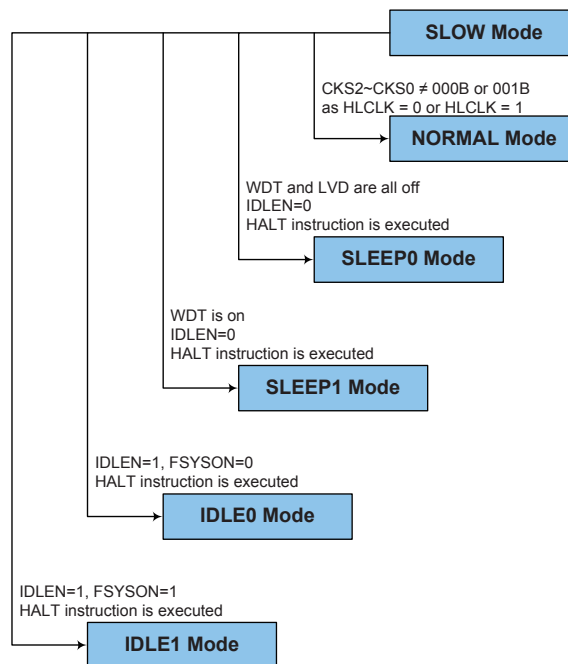 SLOW Mode
CKS2~CKS0 ≠ 000B or 001B
as HLCLK = 0 or HLCLK = 1
NORMAL Mode
WDT and LVD are all off
IDLEN=0
HALT instruction is executed
SLEEP0 Mode
WDT is on
IDLEN=0
HALT instruction is executed
SLEEP1 Mode
IDLEN=1, FSYSON=0
HALT instruction is executed
IDLE0 Mode
IDLEN=1, FSYSON=1
HALT instruction is executed
IDLE1 Mode